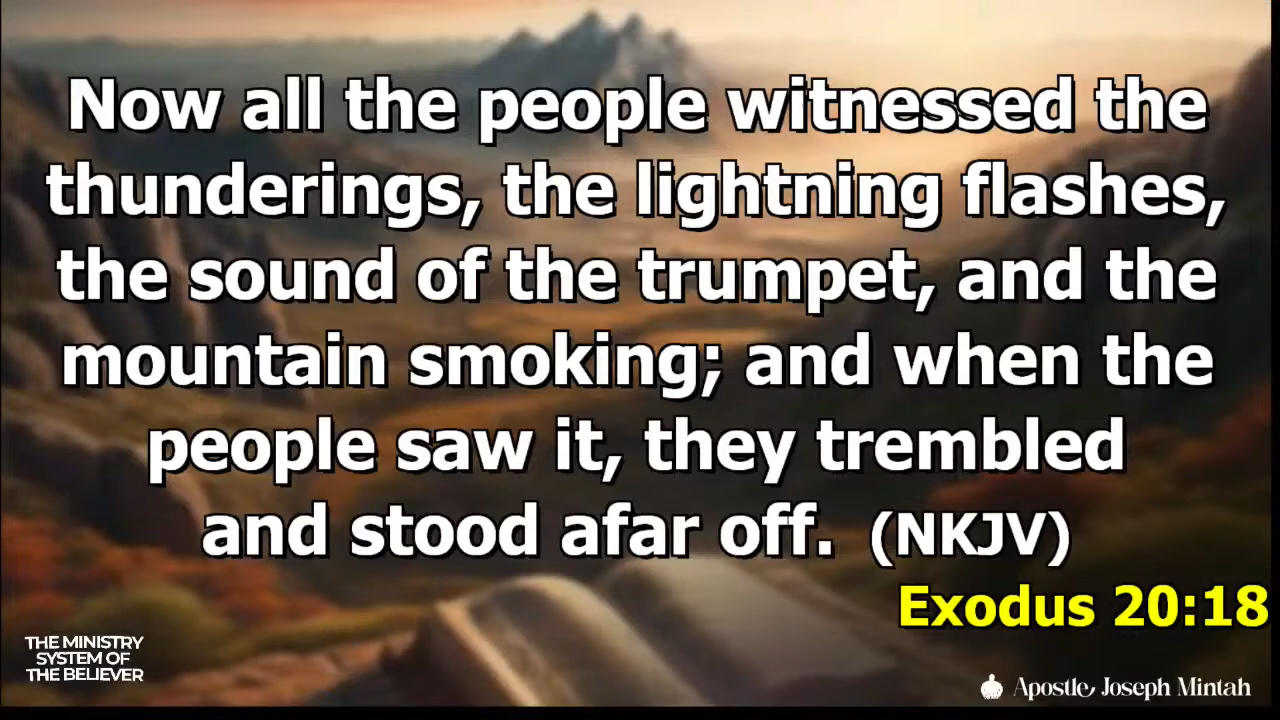 Now all the people witnessed the
thunderings, the lightning flashes,
the sound of the trumpet, and the
mountain smoking; and when the
people saw it, they trembled
and stood afar off. (NKJV)
Exodus 20:18
THE MINISTRY
SYSTEM OF
THE BELIEVER
Apostle Joseph Mintah